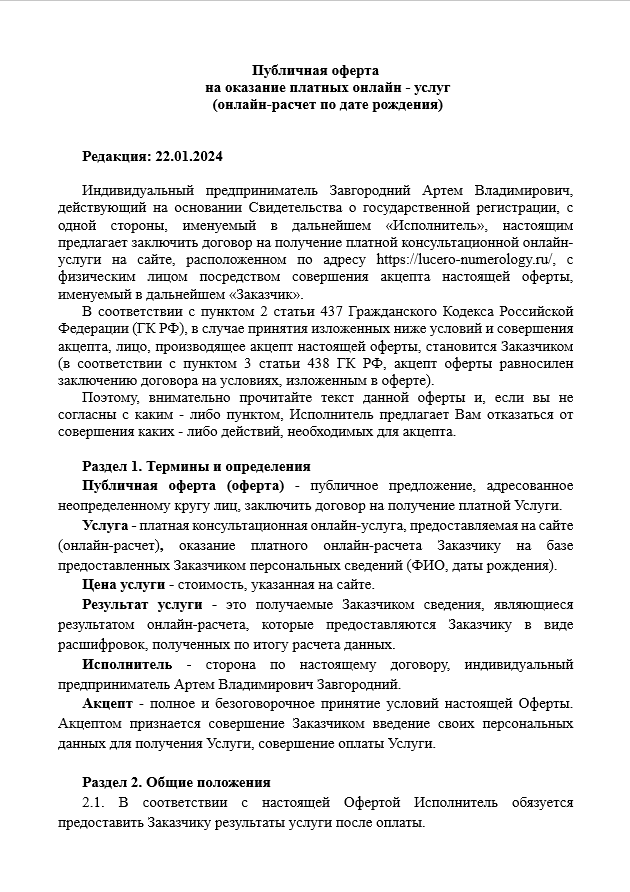 Публичная оферта
на оказание платных онлайн - услуг
(онлайн-расчет по дате рождения)
Редакция: 22.01.2024
Индивидуальный предприниматель Завгородний Артем Владимирович,
действующий на основании Свидетельства о государственной регистрации, с
одной стороны, именуемый в дальнейшем «Исполнитель», настоящим
предлагает заключить договор на получение платной консультационной онлайн-
услуги на сайте, расположенном по адресу https://lucero-numerology.ru/, с
физическим лицом посредством совершения акцепта настоящей оферты,
именуемый в дальнейшем «Заказчик».
В соответствии с пунктом 2 статьи 437 Гражданского Кодекса Российской
Федерации (ГК РФ), в случае принятия изложенных ниже условий и совершения
акцепта, лицо, производящее акцепт настоящей оферты, становится Заказчиком
(в соответствии с пунктом 3 статьи 438 ГК РФ, акцепт оферты равносилен
заключению договора на условиях, изложенным в оферте).
Поэтому, внимательно прочитайте текст данной оферты и, если вы не
согласны с каким - либо пунктом, Исполнитель предлагает Вам отказаться от
совершения каких - либо действий, необходимых для акцепта.
Раздел 1. Термины и определения
Публичная оферта (оферта) - публичное предложение, адресованное
неопределенному кругу лиц, заключить договор на получение платной Услуги.
Услуга - платная консультационная онлайн-услуга, предоставляемая на сайте
(онлайн-расчет), оказание платного онлайн-расчета Заказчику на базе
предоставленных Заказчиком персональных сведений (ФИО, даты рождения).
Цена услуги - стоимость, указанная на сайте.
Результат услуги - это получаемые Заказчиком сведения, являющиеся
результатом онлайн-расчета, которые предоставляются Заказчику в виде
расшифровок, полученных по итогу расчета данных.
Исполнитель - сторона по настоящему договору, индивидуальный
предприниматель Артем Владимирович Завгородний.
Акцепт - полное и безоговорочное принятие условий настоящей Оферты.
Акцептом признается совершение Заказчиком введение своих персональных
данных для получения Услуги, совершение оплаты Услуги.
Раздел 2. Общие положения
2.1. В соответствии с настоящей Офертой Исполнитель обязуется
предоставить Заказчику результаты услуги после оплаты.